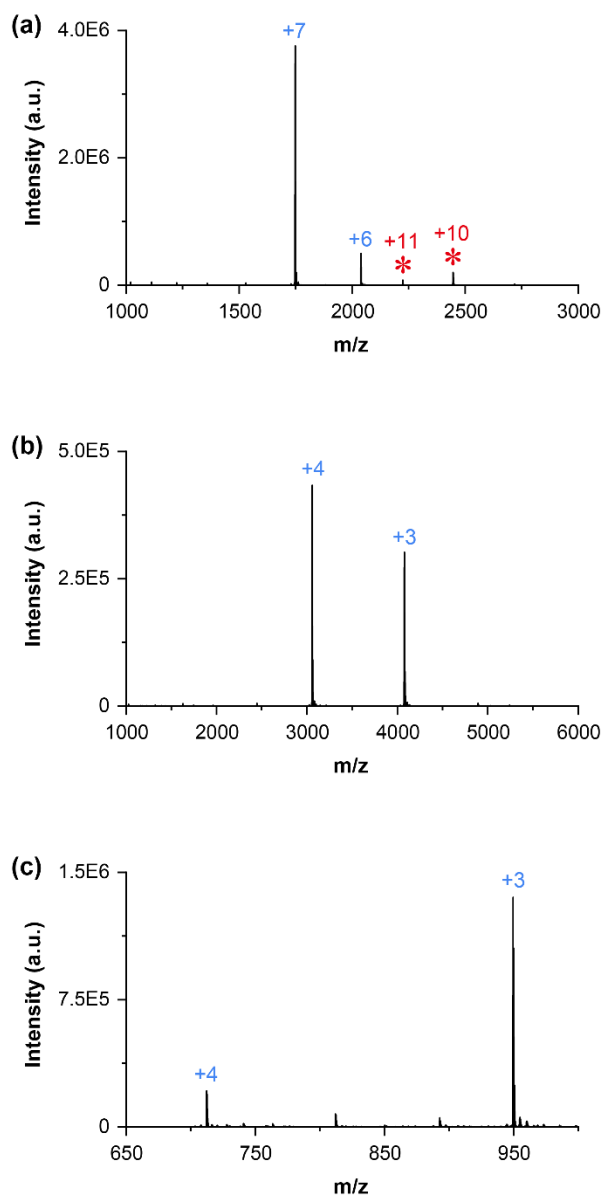 (a)
Intensity (a.u.)
4.0E6
2.0E6
0
+7
+6
+11
+10
*
*
1000
1500
2000
2500
3000
m/z
(b)
Intensity (a.u.)
5.0E5
2.5E5
0
+4
+3
1000
2000
3000
4000
5000
6000
m/z
(c)
Intensity (a.u.)
1.5E6
7.5E5
0
+4
+3
650
750
850
950
m/z